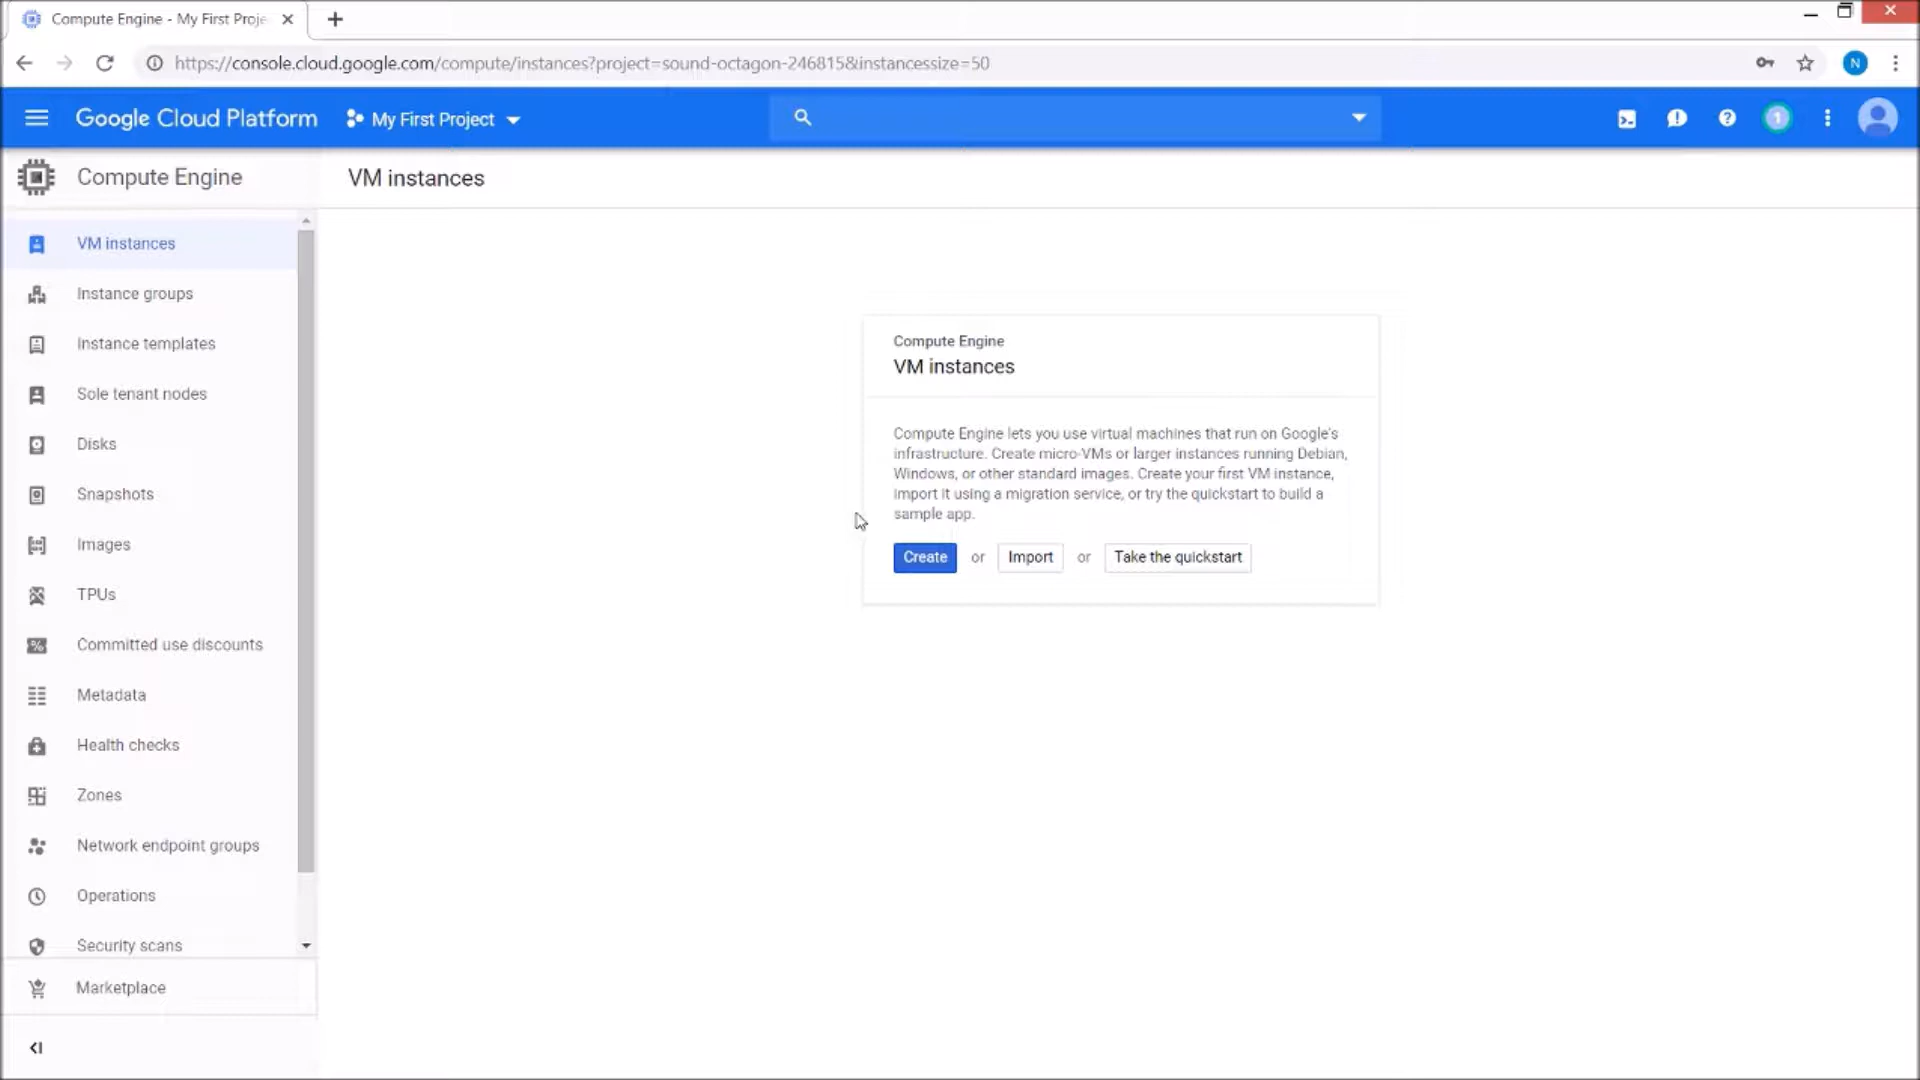 Compute Engine - My First Proje
https://console.cloud.google.com/compute/instances?project=sound-octagon-246815&instancessize=50
N
Google Cloud Platform
My First Project
1
Compute Engine
VM instances
VM instances
Instance groups
Instance templates
Sole tenant nodes
Disks
Snapshots
Images
TPUs
Committed use discounts
Metadata
Health checks
Zones
Network endpoint groups
Operations
Security scans
Marketplace
Compute Engine
VM instances
Compute Engine lets you use virtual machines that run on Google's
infrastructure. Create micro-VMs or larger instances running Debian,
Windows, or other standard images. Create your first VM instance,
import it using a migration service, or try the quickstart to build a
sample app.
Create or Import or Take the quickstart